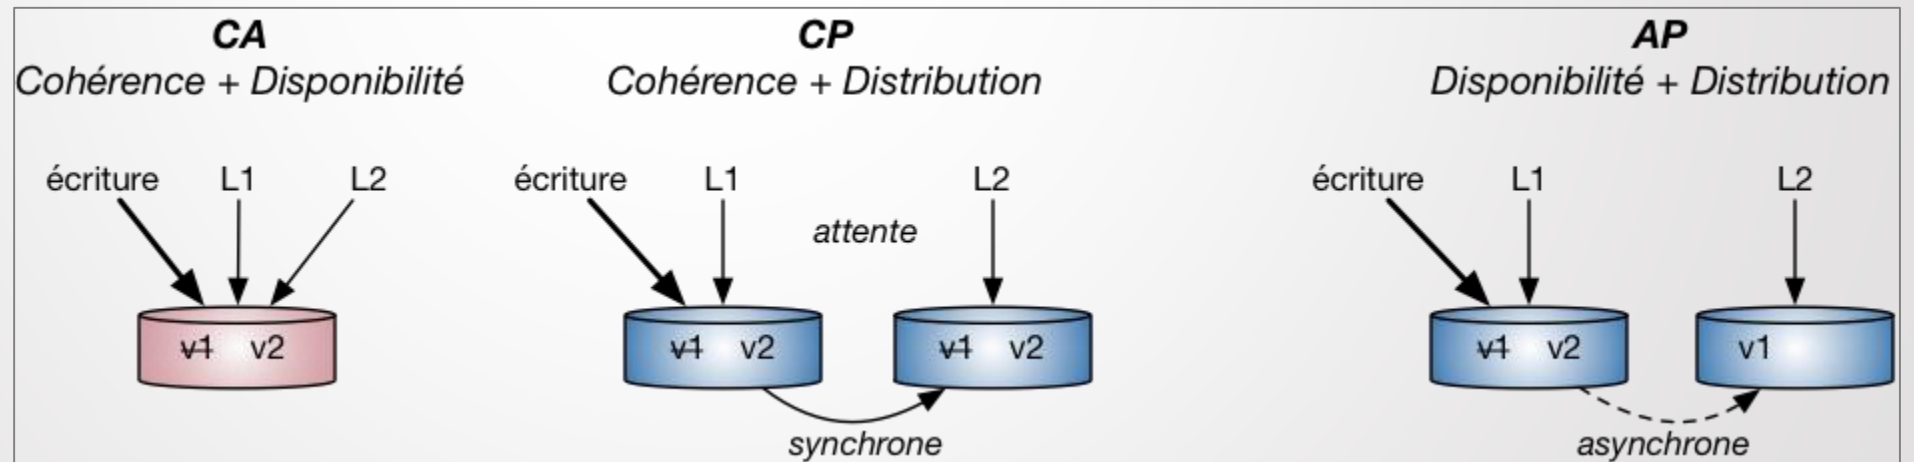 CA
Cohérence + Disponibilité
écriture L1 L2
v1 v2
CP
Cohérence + Distribution
écriture L1 L2
attente
v1 v2 v1 v2
synchrone
AP
Disponibilité + Distribution
écriture L1 L2
v1 v2 v1
asynchrone